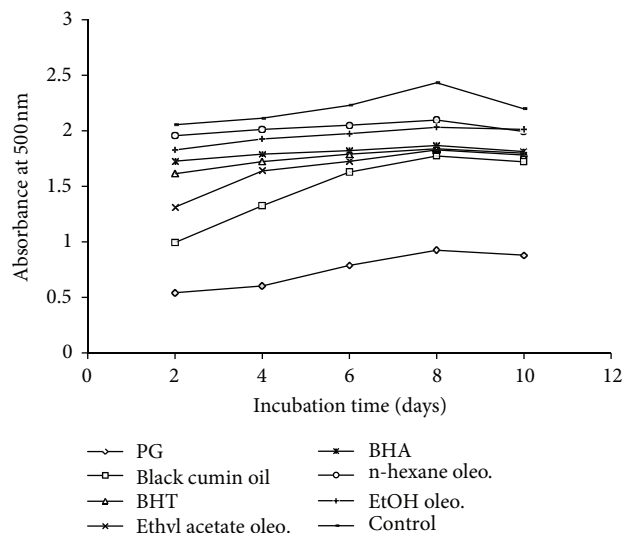 3
2.5
2
1.5
1
0.5
0
0 2 4 6 8 10 12
Absorbance at 500 nm
Incubation time (days)
PG
Black cumin oil
BHT
Ethyl acetate oleo.
BHA
n-hexane oleo.
EtOH oleo.
Control